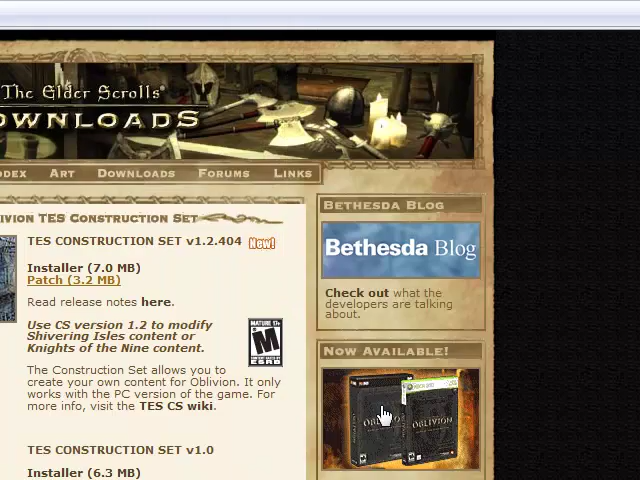 The Elder Scrolls
OWNLOADS
ODEX ART DOWNLOADS FORUMS LINKS
LIVION TES CONSTRUCTION SET
TES CONSTRUCTION SET v1.2.404 New!
Installer (7.0 MB)
Patch (3.2 MB)
Read release notes here.
Use CS version 1.2 to modify
Shivering Isles content or
Knights of the Nine content.
MATURE 17+
M
ESRB
The Construction Set allows you to
create your own content for Oblivion. It only
works with the PC version of the game. For
more info, visit the TES CS wiki.
TES CONSTRUCTION SET v1.0
Installer (6.3 MB)
BETHESDA BLOG
Bethesda Blog
Check out what the
developers are talking
about.
NOW AVAILABLE!
OBLIVION
OBLIVION